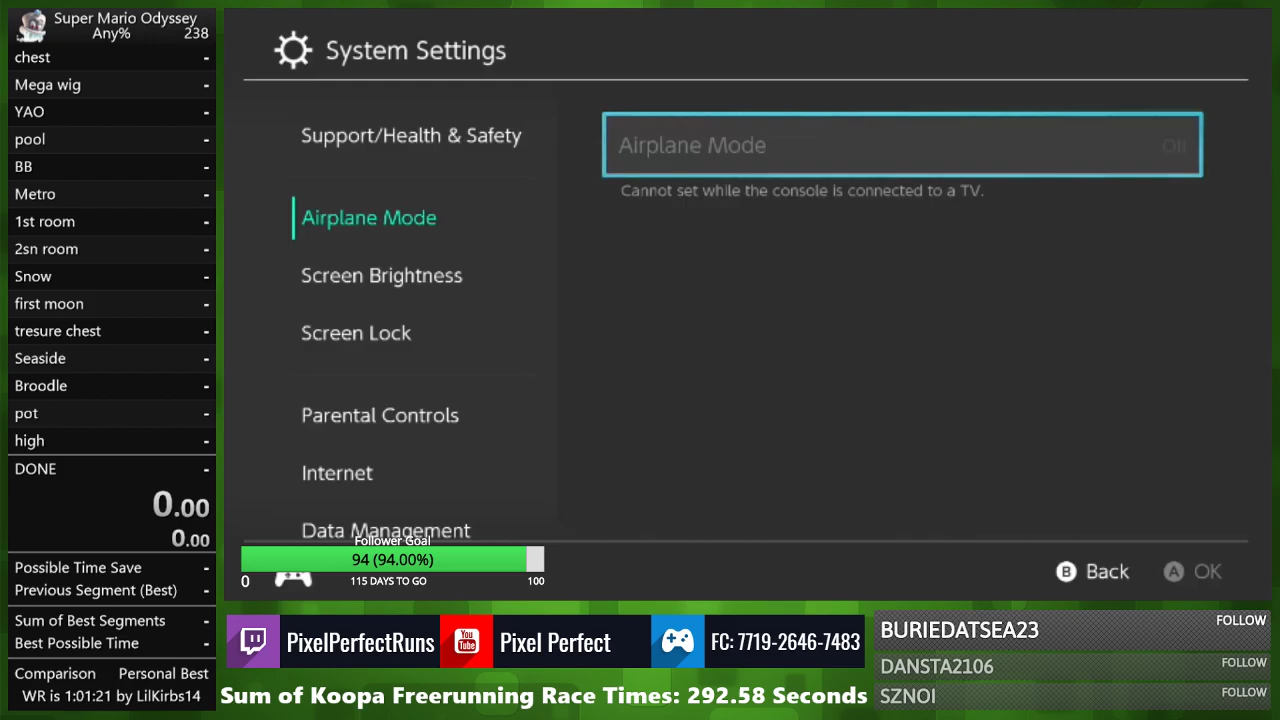 Super Mario Odyssey
Any% 238
chest -
Mega wig -
YAO -
pool -
BB -
Metro -
1st room -
2sn room -
Snow -
first moon -
tresure chest -
Seaside -
Broodle -
pot -
high -
DONE -
0.00
0.00
Possible Time Save -
Previous Segment (Best) -
Sum of Best Segments -
Best Possible Time -
Comparison Personal Best
WR is 1:01:21 by LilKirbs14
System Settings
Support/Health & Safety
Airplane Mode
Screen Brightness
Screen Lock
Parental Controls
Internet
Data Management
Airplane Mode Off
Cannot set while the console is connected to a TV.
Follower Goal
94 (94.00%)
0 115 DAYS TO GO 100
B Back A OK
PixelPerfectRuns You Tube Pixel Perfect FC: 7719-2646-7483
Sum of Koopa Freerunning Race Times: 292.58 Seconds
BURIEDATSEA23 FOLLOW
DANSTA2106 FOLLOW
SZNOI FOLLOW